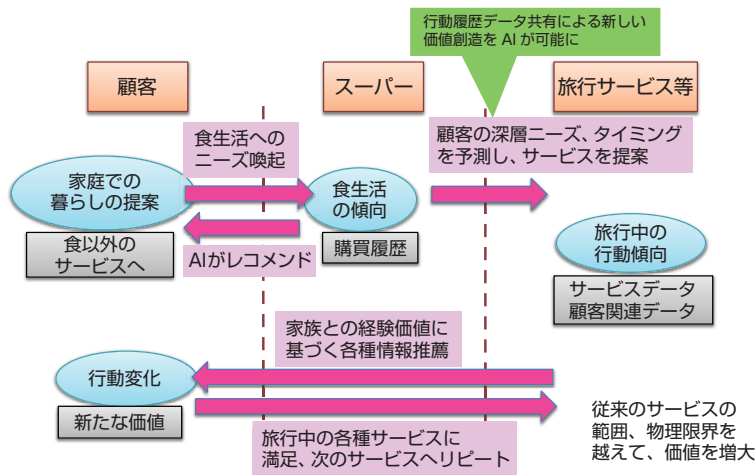 行動履歴データ共有による新しい
価値創造を AI が可能に
顧客
スーパー
旅行サービス等
食生活への
ニーズ喚起
顧客の深層ニーズ、タイミング
を予測し、サービスを提案
家庭での
暮らしの提案
食生活
の傾向
食以外の
サービスへ
AIがレコメンド
購買履歴
旅行中の
行動傾向
サービスデータ
顧客関連データ
家族との経験価値に
基づく各種情報推薦
行動変化
新たな価値
旅行中の各種サービスに
満足、次のサービスへリピート
従来のサービスの
範囲、物理限界を
越えて、価値を増大